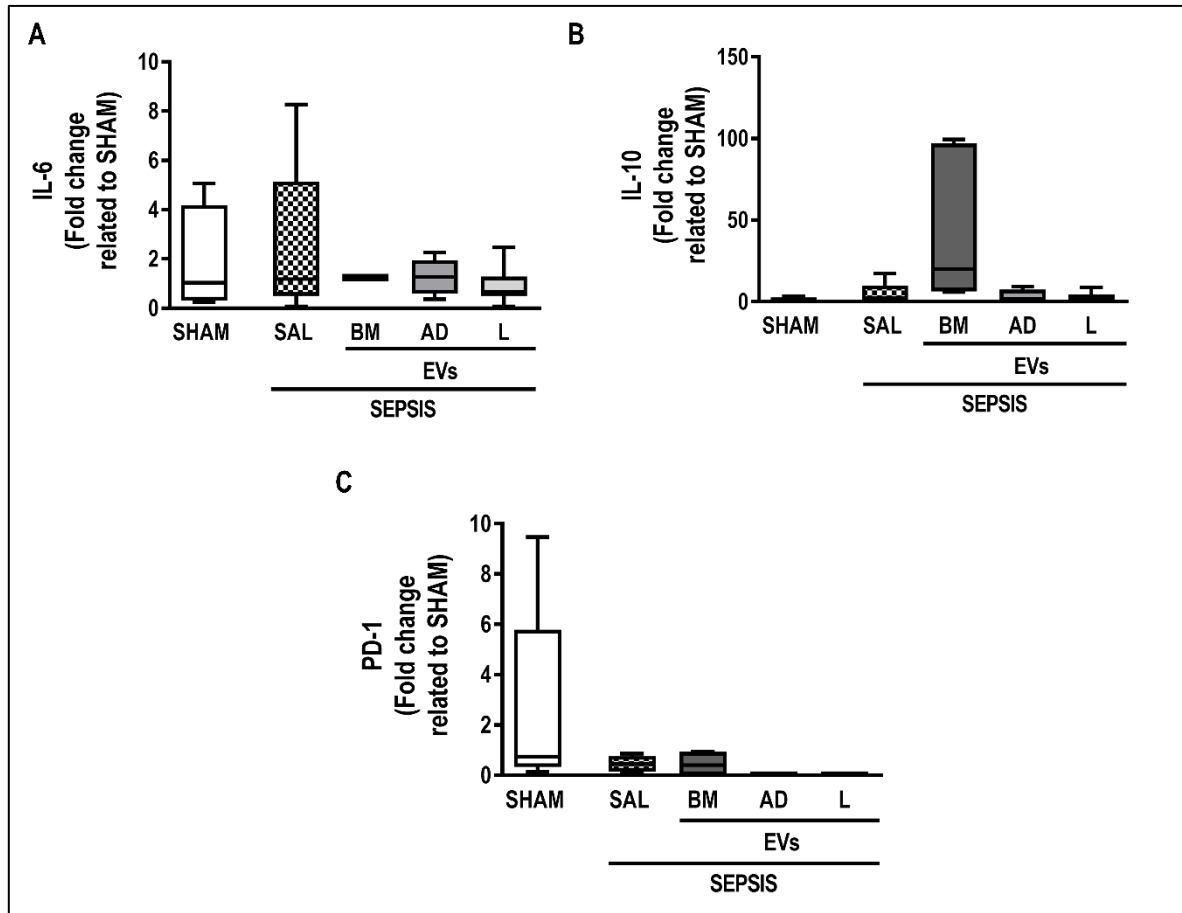 A
IL-6
(Fold change
related to SHAM)
10
8
6
4
2
0
SHAM SAL BM AD L
EVs
SEPSIS
B
IL-10
(Fold change
related to SHAM)
150
100
50
0
SHAM SAL BM AD L
EVs
SEPSIS
C
PD-1
(Fold change
related to SHAM)
10
8
6
4
2
0
SHAM SAL BM AD L
EVs
SEPSIS